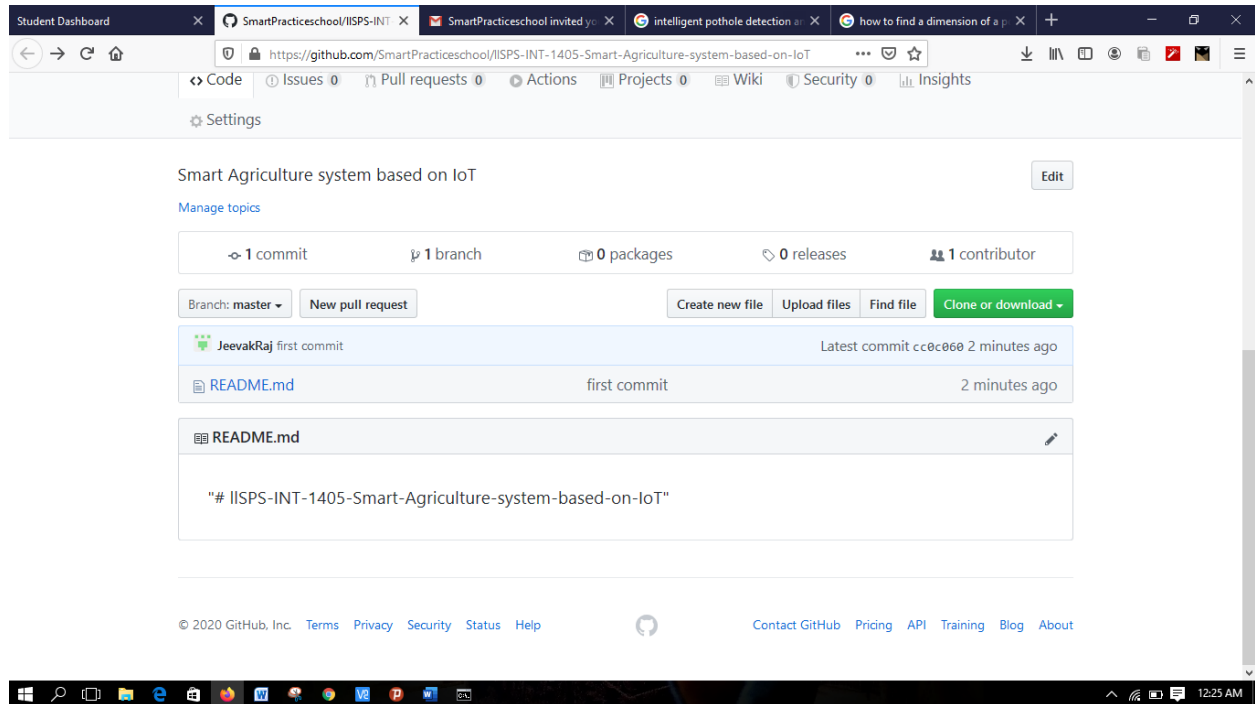 Student Dashboard
SmartPracticeschool/llSPS-INT-
SmartPracticeschool invited yo
intelligent pothole detection an
how to find a dimension of a p
https://github.com/SmartPracticeschool/llSPS-INT-1405-Smart-Agriculture-system-based-on-IoT
Code Issues 0 Pull requests 0 Actions Projects 0 Wiki Security 0 Insights
Settings
Smart Agriculture system based on IoT
Edit
Manage topics
1 commit 1 branch 0 packages 0 releases 1 contributor
Branch: master New pull request Create new file Upload files Find file Clone or download
JeevakRaj first commit Latest commit cc0c060 2 minutes ago
README.md first commit 2 minutes ago
README.md
"# llSPS-INT-1405-Smart-Agriculture-system-based-on-IoT"
© 2020 GitHub, Inc. Terms Privacy Security Status Help Contact GitHub Pricing API Training Blog About
12:25 AM